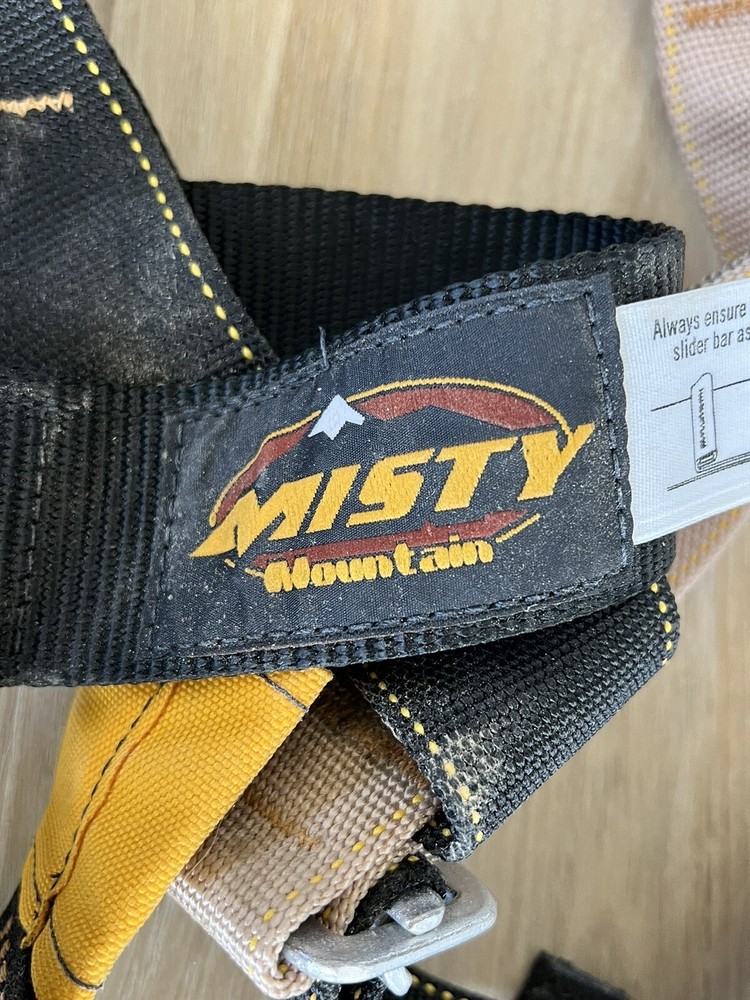 MISTY
Mountain
Always ensure
slider bar as